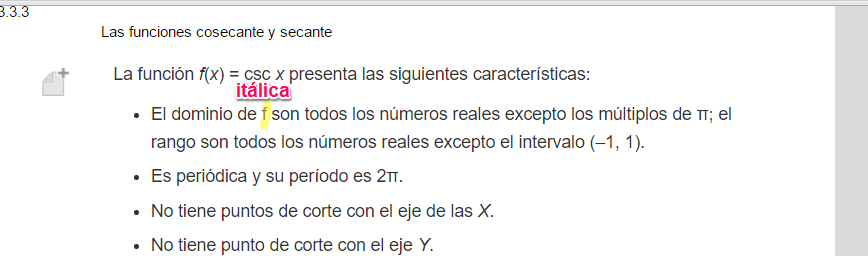 3.3.3
Las funciones cosecante y secante
La función f(x) = csc x presenta las siguientes características:
itálica
• El dominio de f son todos los números reales excepto los múltiplos de π; el
rango son todos los números reales excepto el intervalo (–1, 1).
• Es periódica y su período es 2π.
• No tiene puntos de corte con el eje de las X.
• No tiene punto de corte con el eje Y.